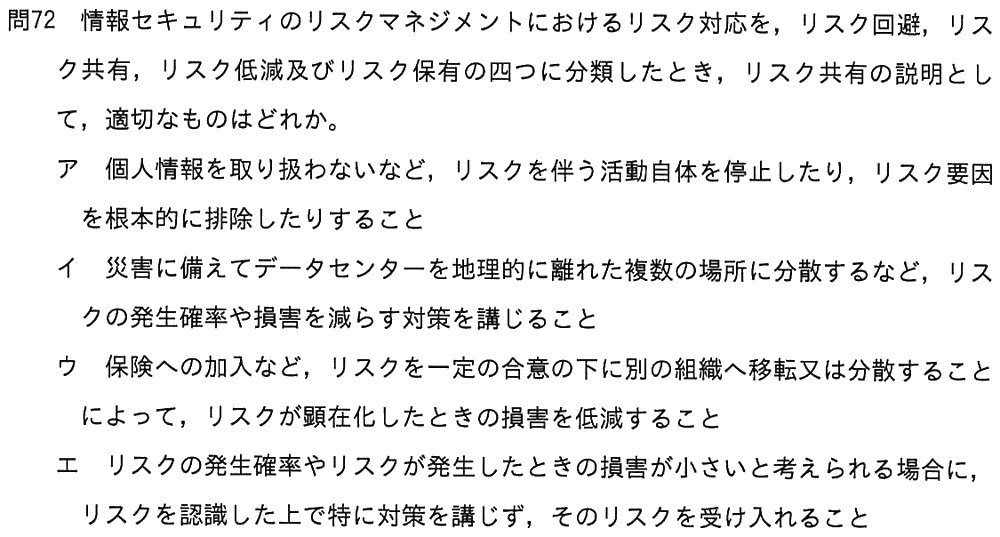 問72　情報セキュリティのリスクマネジメントにおけるリスク対応を，リスク回避，リス
ク共有，リスク低減及びリスク保有の四つに分類したとき，リスク共有の説明とし
て，適切なものはどれか。
ア　個人情報を取り扱わないなど，リスクを伴う活動自体を停止したり，リスク要因
を根本的に排除したりすること
イ　災害に備えてデータセンターを地理的に離れた複数の場所に分散するなど，リス
クの発生確率や損害を減らす対策を講じること
ウ　保険への加入など，リスクを一定の合意の下に別の組織へ移転又は分散すること
によって，リスクが顕在化したときの損害を低減すること
エ　リスクの発生確率やリスクが発生したときの損害が小さいと考えられる場合に，
リスクを認識した上で特に対策を講じず，そのリスクを受け入れること